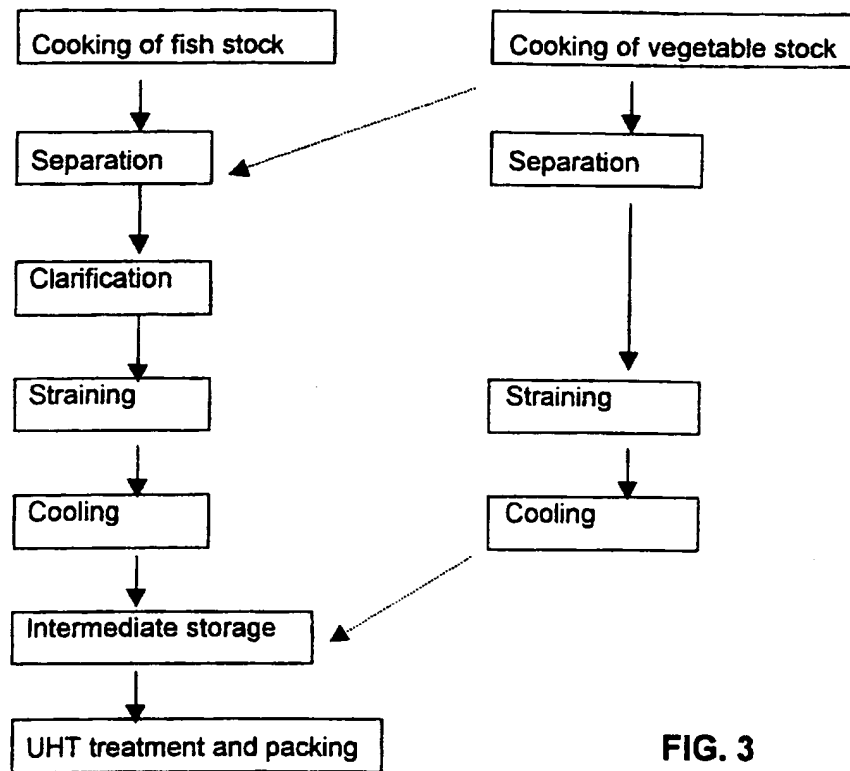 Cooking of fish stock
Cooking of vegetable stock
Separation
Separation
Clarification
Straining
Straining
Cooling
Cooling
Intermediate storage
UHT treatment and packing
FIG. 3